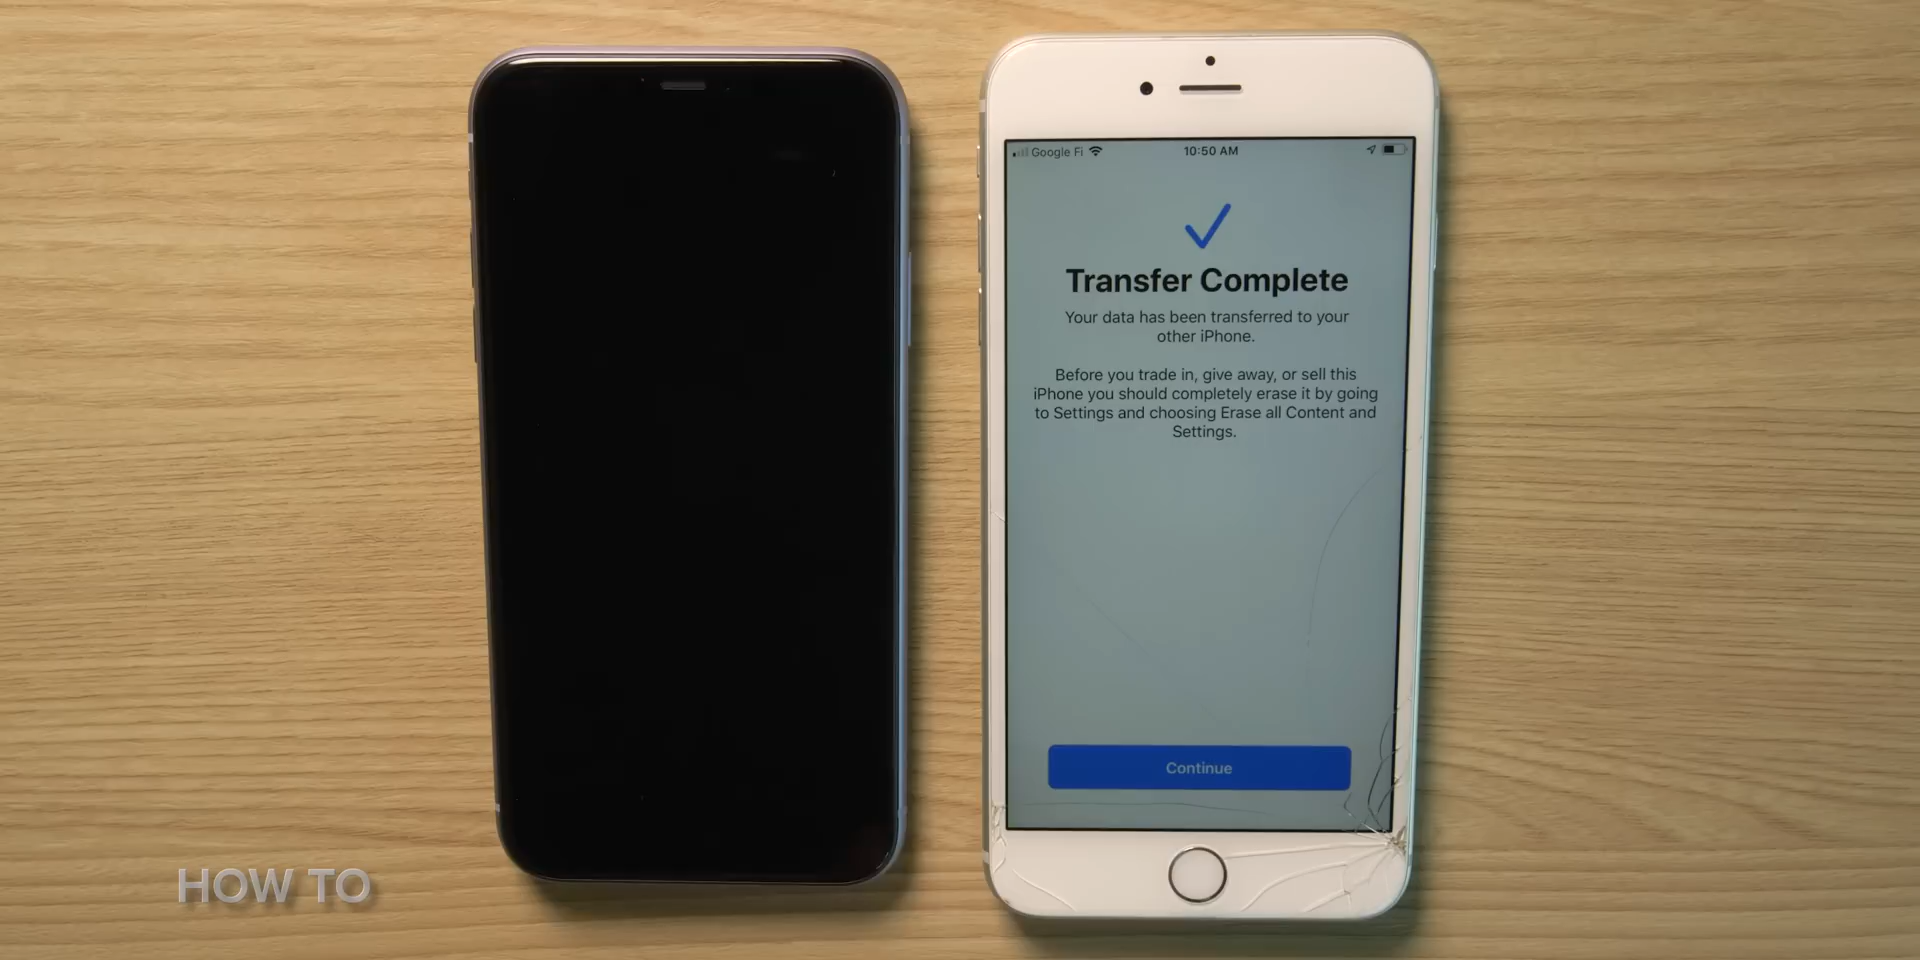 Google Fi
10:50 AM
Transfer Complete
Your data has been transferred to your
other iPhone.
Before you trade in, give away, or sell this
iPhone you should completely erase it by going
to Settings and choosing Erase all Content and
Settings.
Continue
HOW TO